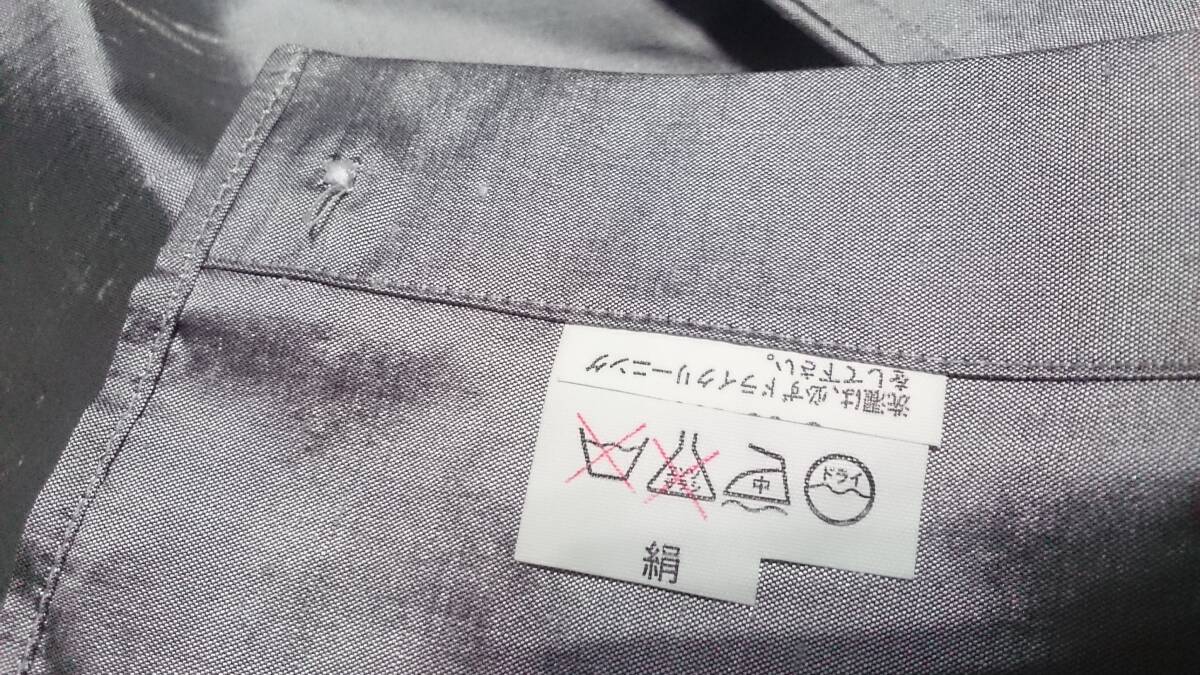 洗濯は、必ずドライクリーニング
をして下さい。
中
ドライ
絹